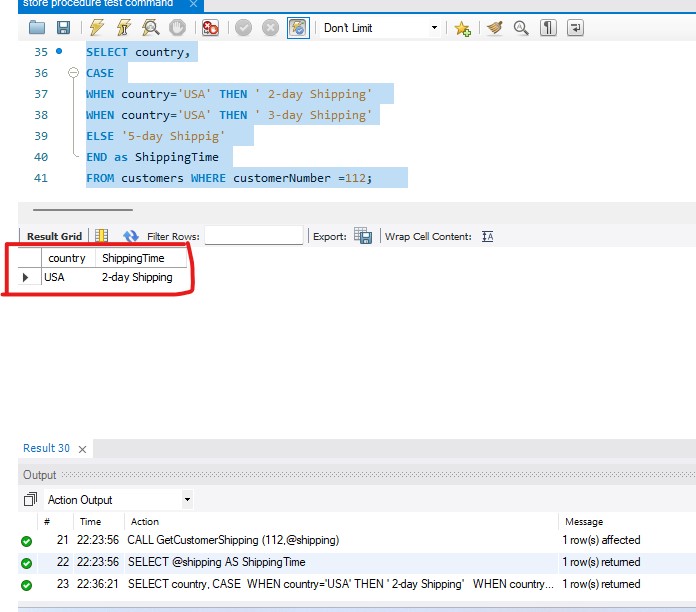 store procedure test command ×
Don't Limit
35 SELECT country,
36 CASE
37 WHEN country='USA' THEN ' 2-day Shipping'
38 WHEN country='USA' THEN ' 3-day Shipping'
39 ELSE '5-day Shippig'
40 END as ShippingTime
41 FROM customers WHERE customerNumber =112;
Result Grid Filter Rows: Export: Wrap Cell Content: IA
country ShippingTime
USA 2-day Shipping
Result 30 ×
Output
Action Output
# Time Action Message
21 22:23:56 CALL GetCustomerShipping (112,@shipping) 1 row(s) affected
22 22:23:56 SELECT @shipping AS ShippingTime 1 row(s) returned
23 22:36:21 SELECT country, CASE WHEN country='USA' THEN ' 2-day Shipping' WHEN country... 1 row(s) returned